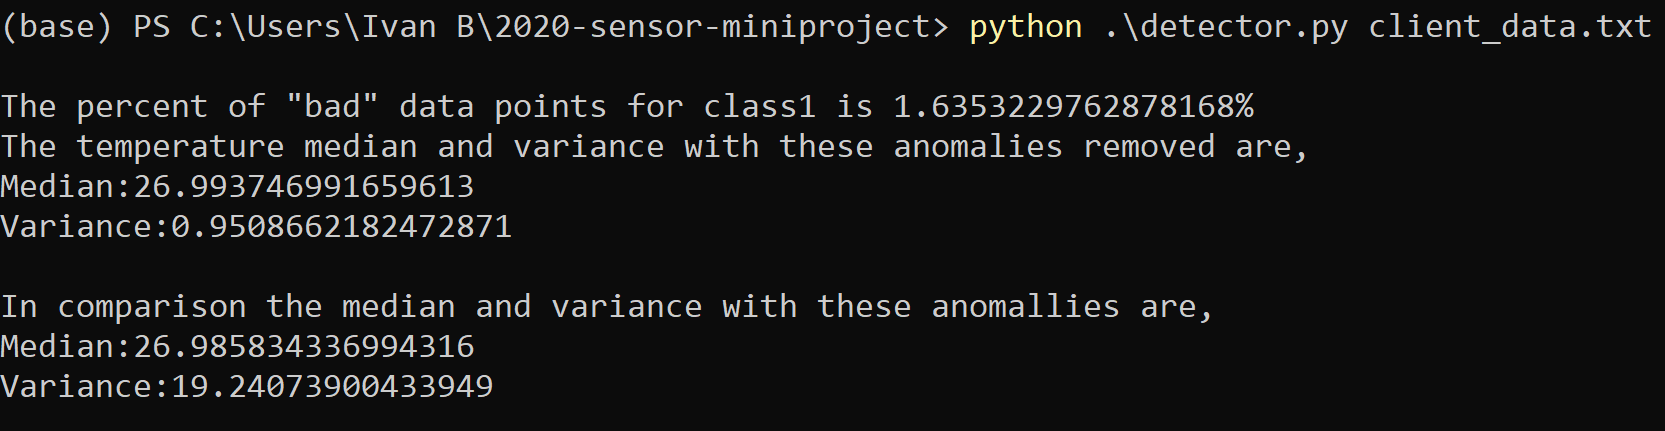 (base) PS C:\Users\Ivan B\2020-sensor-miniproject> python .\detector.py client_data.txt
The percent of "bad" data points for class1 is 1.6353229762878168%
The temperature median and variance with these anomalies removed are,
Median:26.993746991659613
Variance:0.9508662182472871
In comparison the median and variance with these anomallies are,
Median:26.985834336994316
Variance:19.24073900433949